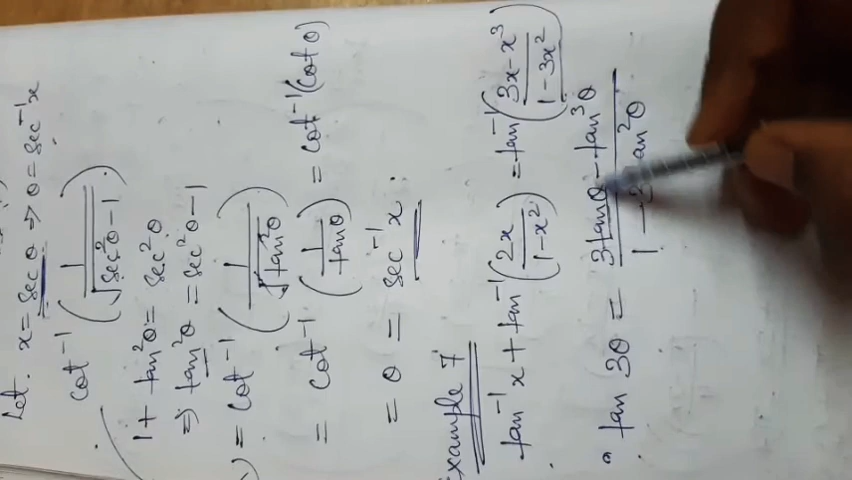 Let. x = sec θ ⇒ θ = sec⁻¹x
cot⁻¹(1/√(sec²θ-1))
1 + tan²θ = sec²θ
⇒ tan²θ = sec²θ-1
) = cot⁻¹(1/√(tan²θ))
= cot⁻¹(1/tanθ) = cot⁻¹(cot θ)
= θ = sec⁻¹x.
Example 7
tan⁻¹x + tan⁻¹(2x/(1-x²)) = tan⁻¹((3x-x³)/(1-3x²))
tan 3θ = (3tanθ - tan³θ)/(1 - 3tan²θ)